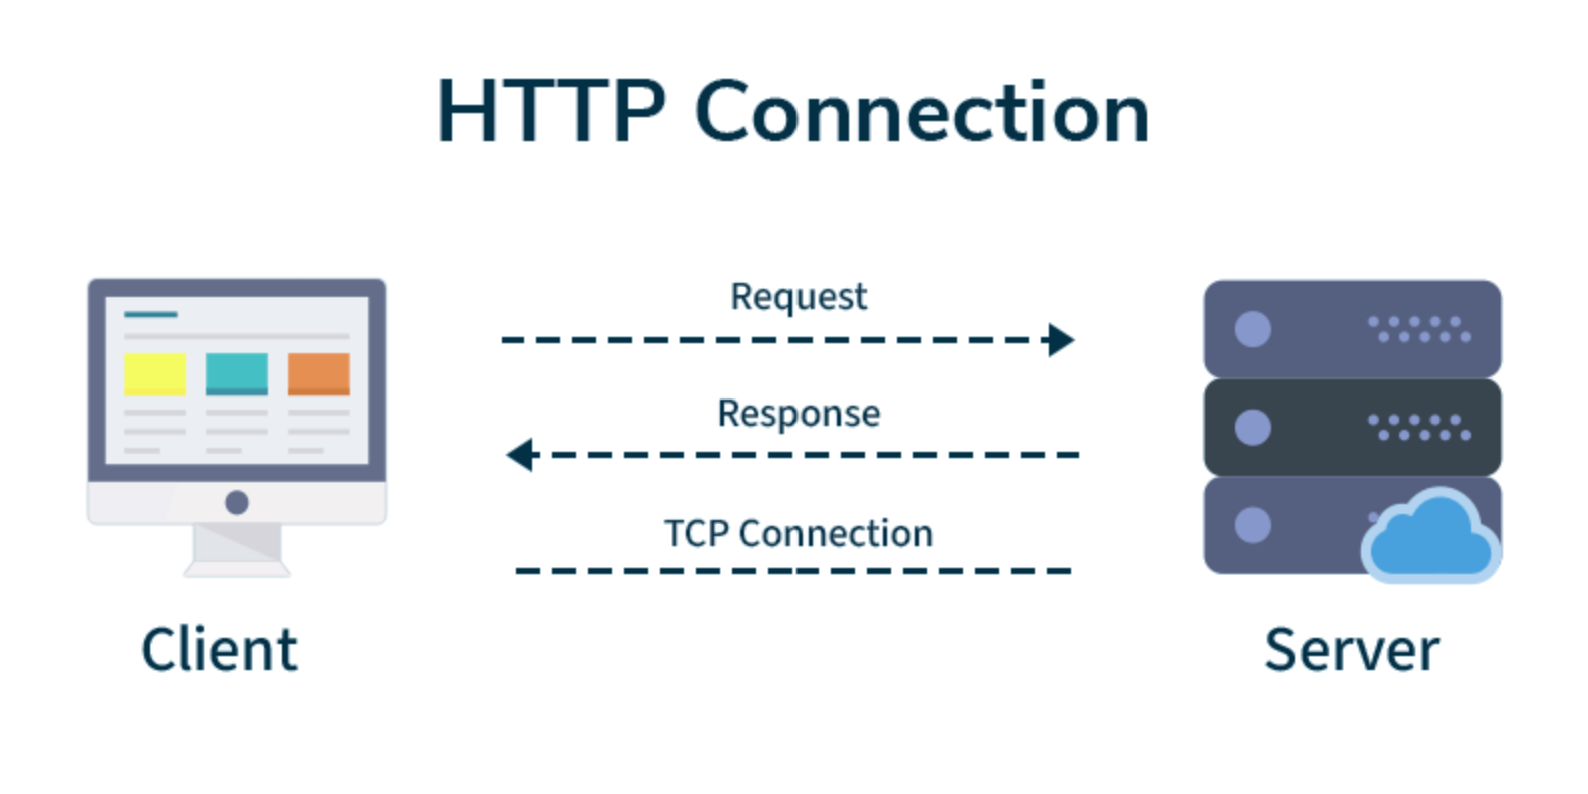 HTTP Connection
Request
Response
TCP Connection
Client
Server